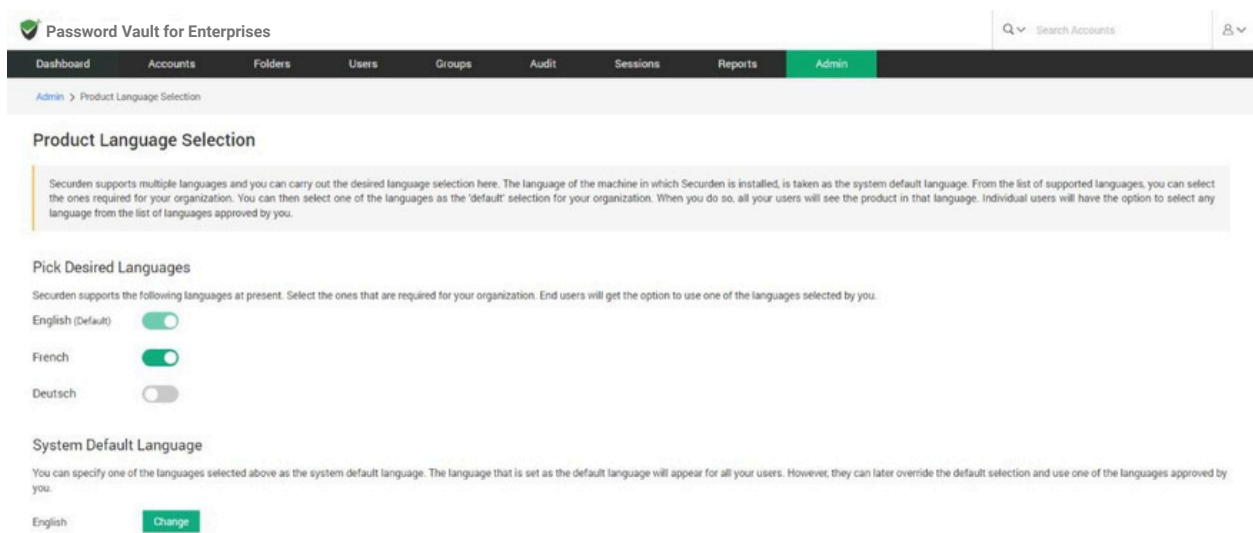 Password Vault for Enterprises
Search Accounts
Dashboard Accounts Folders Users Groups Audit Sessions Reports Admin
Admin > Product Language Selection
Product Language Selection
Securden supports multiple languages and you can carry out the desired language selection here. The language of the machine in which Securden is installed, is taken as the system default language. From the list of supported languages, you can select
the ones required for your organization. You can then select one of the languages as the 'default' selection for your organization. When you do so, all your users will see the product in that language. Individual users will have the option to select any
language from the list of languages approved by you.
Pick Desired Languages
Securden supports the following languages at present. Select the ones that are required for your organization. End users will get the option to use one of the languages selected by you.
English (Default)
French
Deutsch
System Default Language
You can specify one of the languages selected above as the system default language. The language that is set as the default language will appear for all your users. However, they can later override the default selection and use one of the languages approved by
you.
English Change